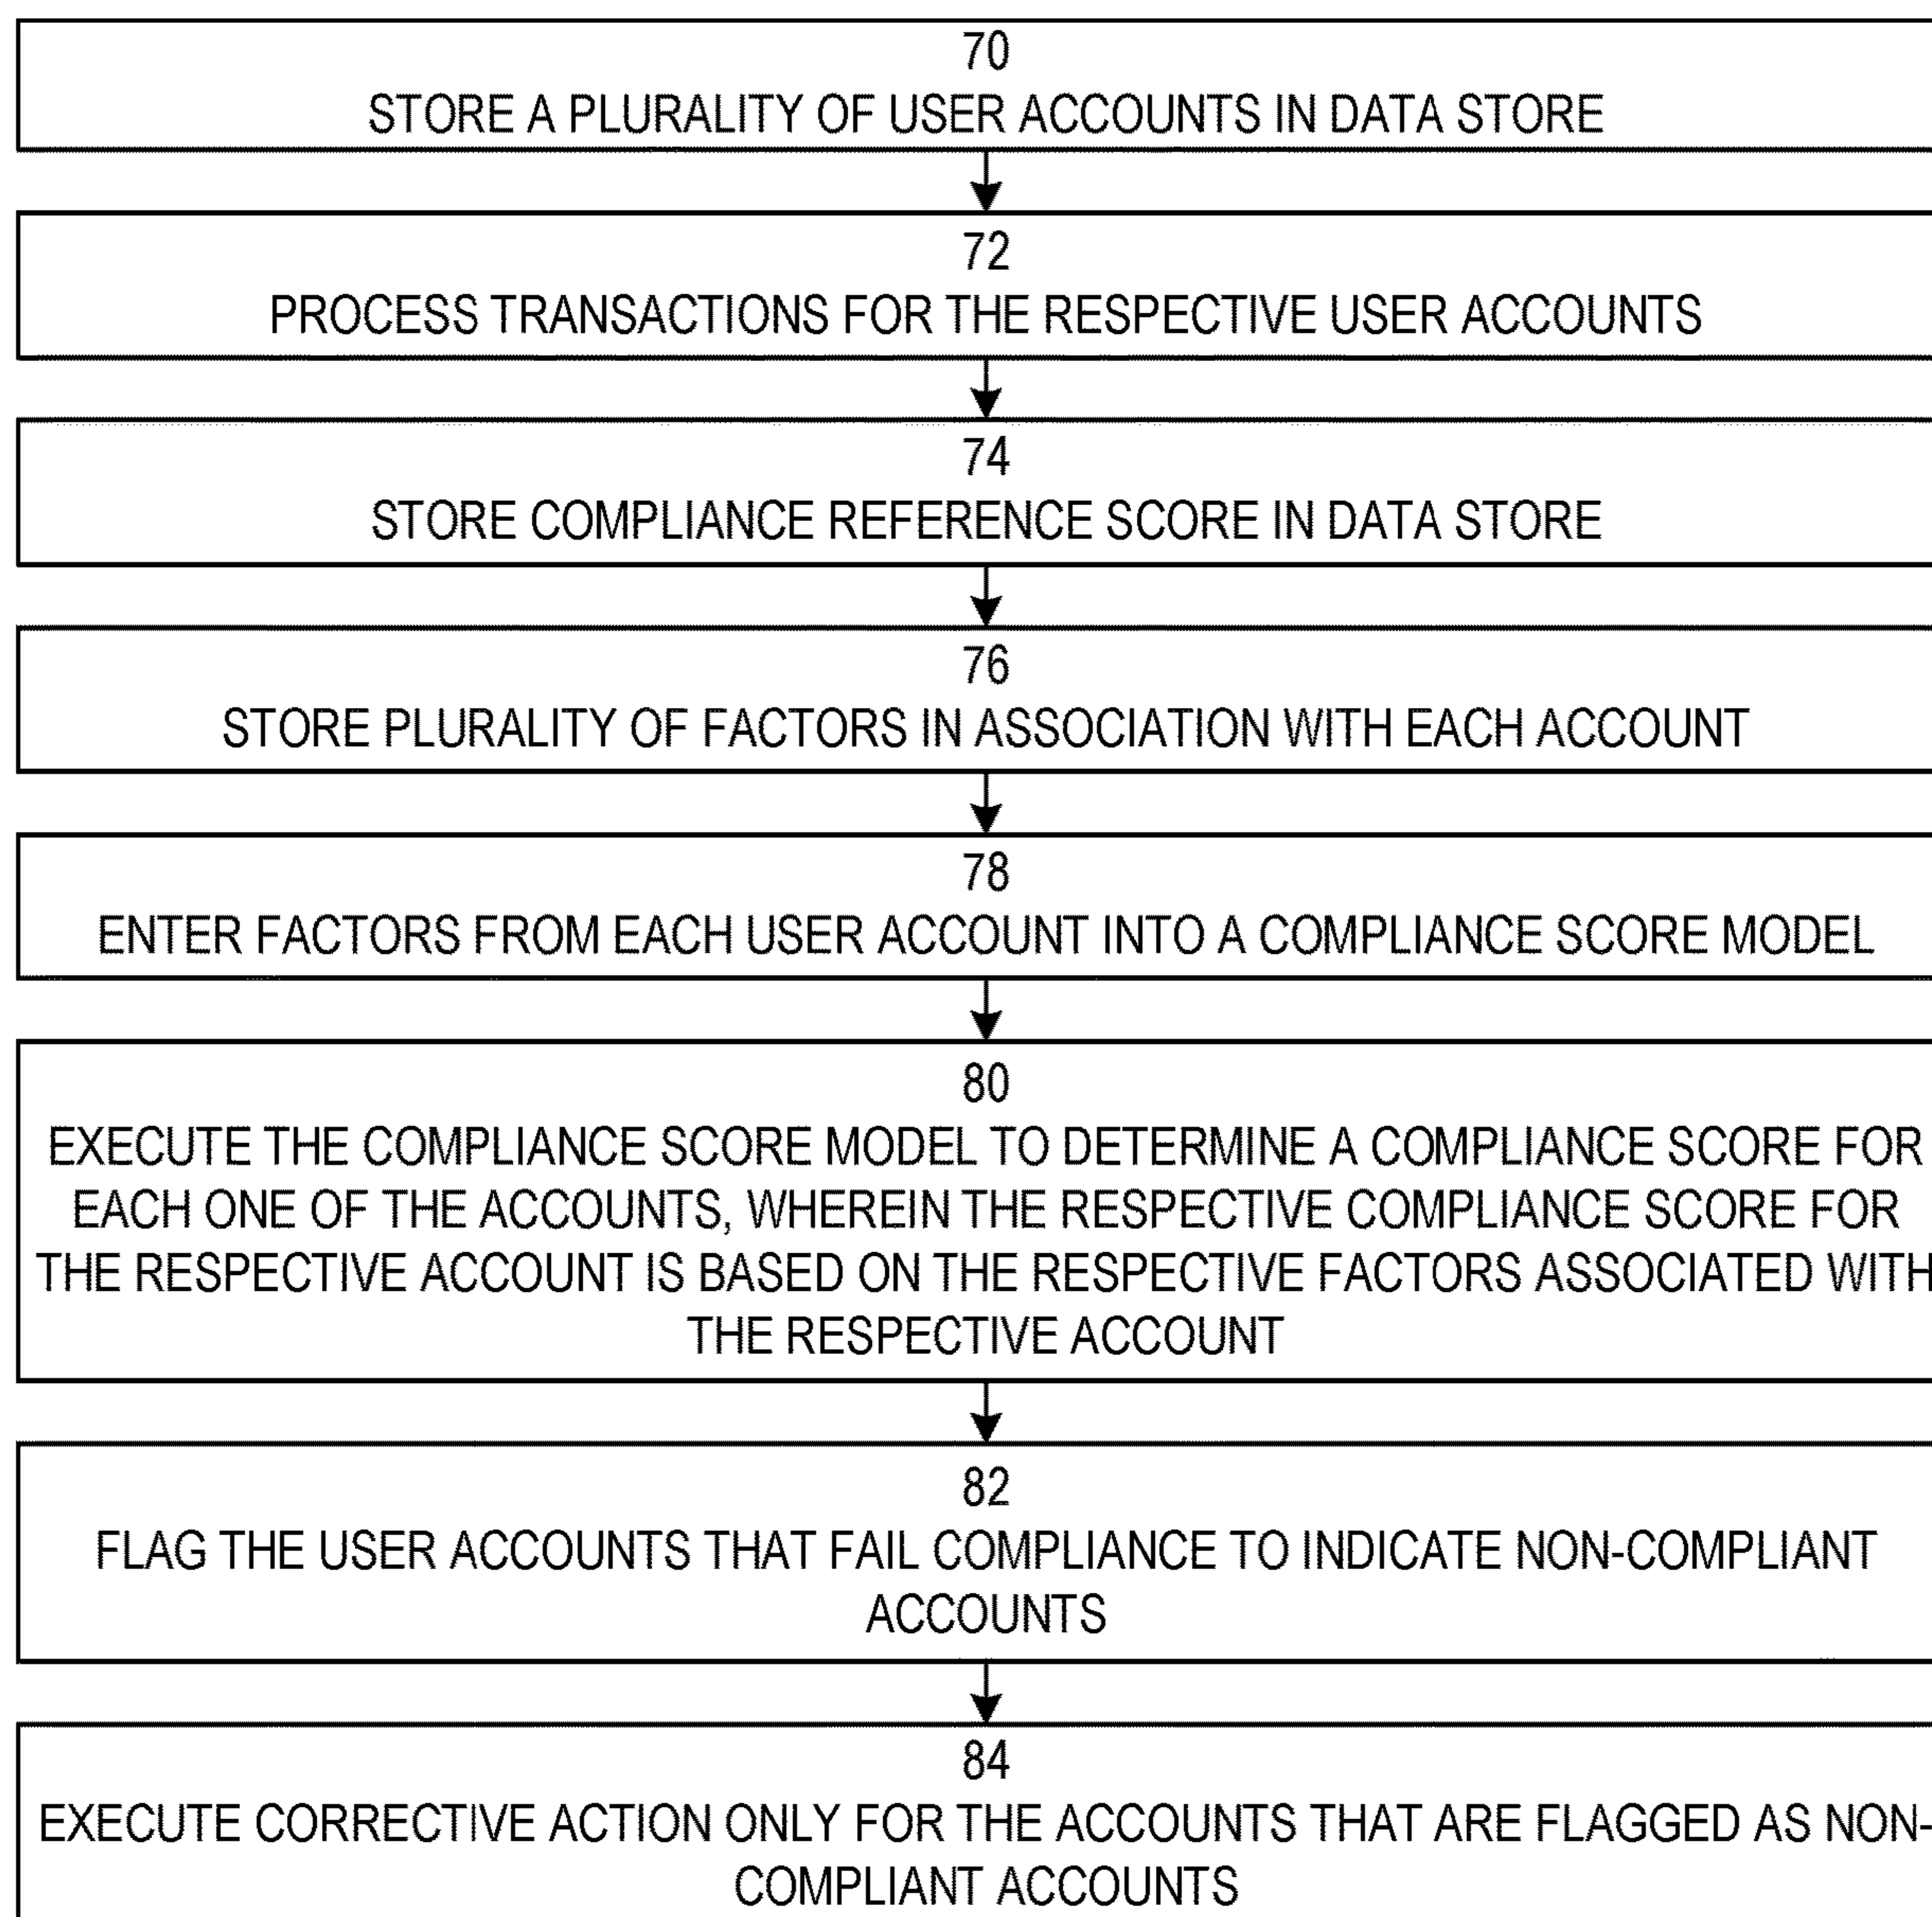 70
STORE A PLURALITY OF USER ACCOUNTS IN DATA STORE
72
PROCESS TRANSACTIONS FOR THE RESPECTIVE USER ACCOUNTS
74
STORE COMPLIANCE REFERENCE SCORE IN DATA STORE
76
STORE PLURALITY OF FACTORS IN ASSOCIATION WITH EACH ACCOUNT
78
ENTER FACTORS FROM EACH USER ACCOUNT INTO A COMPLIANCE SCORE MODEL
80
EXECUTE THE COMPLIANCE SCORE MODEL TO DETERMINE A COMPLIANCE SCORE FOR
EACH ONE OF THE ACCOUNTS, WHEREIN THE RESPECTIVE COMPLIANCE SCORE FOR
THE RESPECTIVE ACCOUNT IS BASED ON THE RESPECTIVE FACTORS ASSOCIATED WITH
THE RESPECTIVE ACCOUNT
82
FLAG THE USER ACCOUNTS THAT FAIL COMPLIANCE TO INDICATE NON-COMPLIANT
ACCOUNTS
84
EXECUTE CORRECTIVE ACTION ONLY FOR THE ACCOUNTS THAT ARE FLAGGED AS NON-
COMPLIANT ACCOUNTS